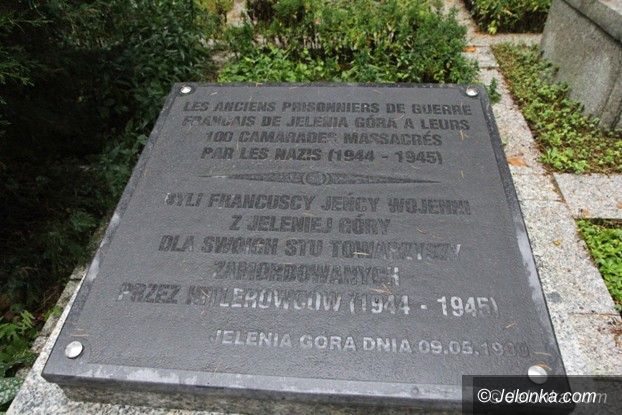 LES ANCIENS PRISONNIERS DE GUERRE
FRANÇAIS DE JELENIA GÓRA A LEURS
100 CAMARADES MASSACRÉS
PAR LES NAZIS (1944 - 1945)
BYLI FRANCUSCY JEŃCY WOJENNI
Z JELENIEJ GÓRY
DLA SWOICH STU TOWARZYSZY
ZAMORDOWANYCH
PRZEZ HITLEROWCÓW (1944 - 1945)
JELENIA GÓRA DNIA
© Jelonka.com